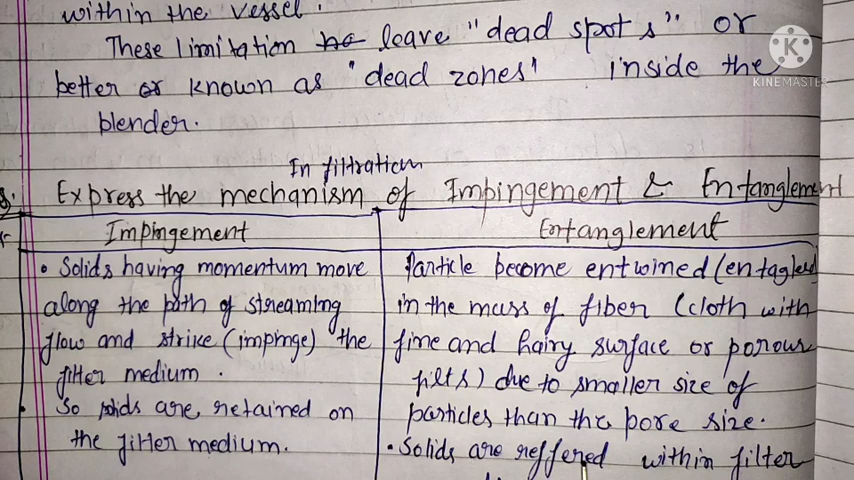 within the vessel.
These limitation leave "dead spots" or
better or known as "dead zones' inside the
blender.
In filtration
Express the mechanism of Impingement & Entanglement
Impingement
Entanglement
• Solids having momentum move
along the path of streaming
flow and strike (impinge) the
filter medium.
• So solids are retained on
the filter medium.
Particle become entwined (entagled)
in the mass of fiber (cloth with
fine and hairy surface or porous
filts) due to smaller size of
particles than the pore size.
• Solids are reffered within filter
KINEMASTER